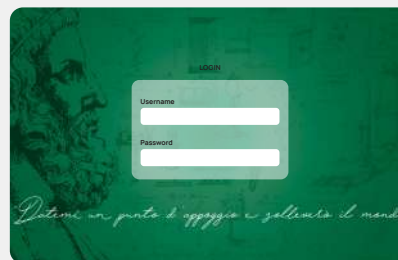 LOGIN
Username
Password
Datemi un punto d'appoggio e solleverò il mond